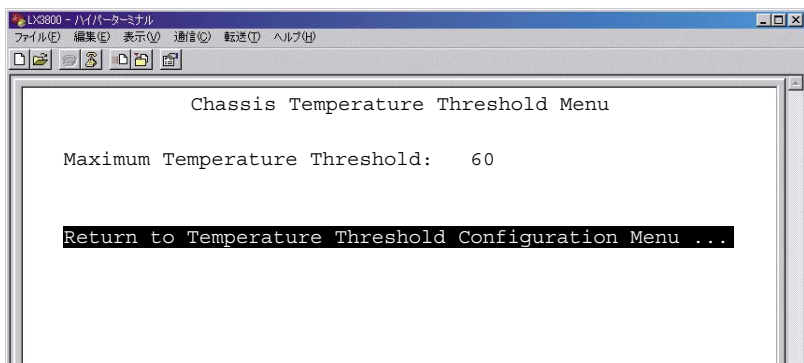 LX3800 - ハイパーターミナル
ファイル(F) 編集(E) 表示(V) 通信(C) 転送(T) ヘルプ(H)
Chassis Temperature Threshold Menu
Maximum Temperature Threshold: 60
Return to Temperature Threshold Configuration Menu ...